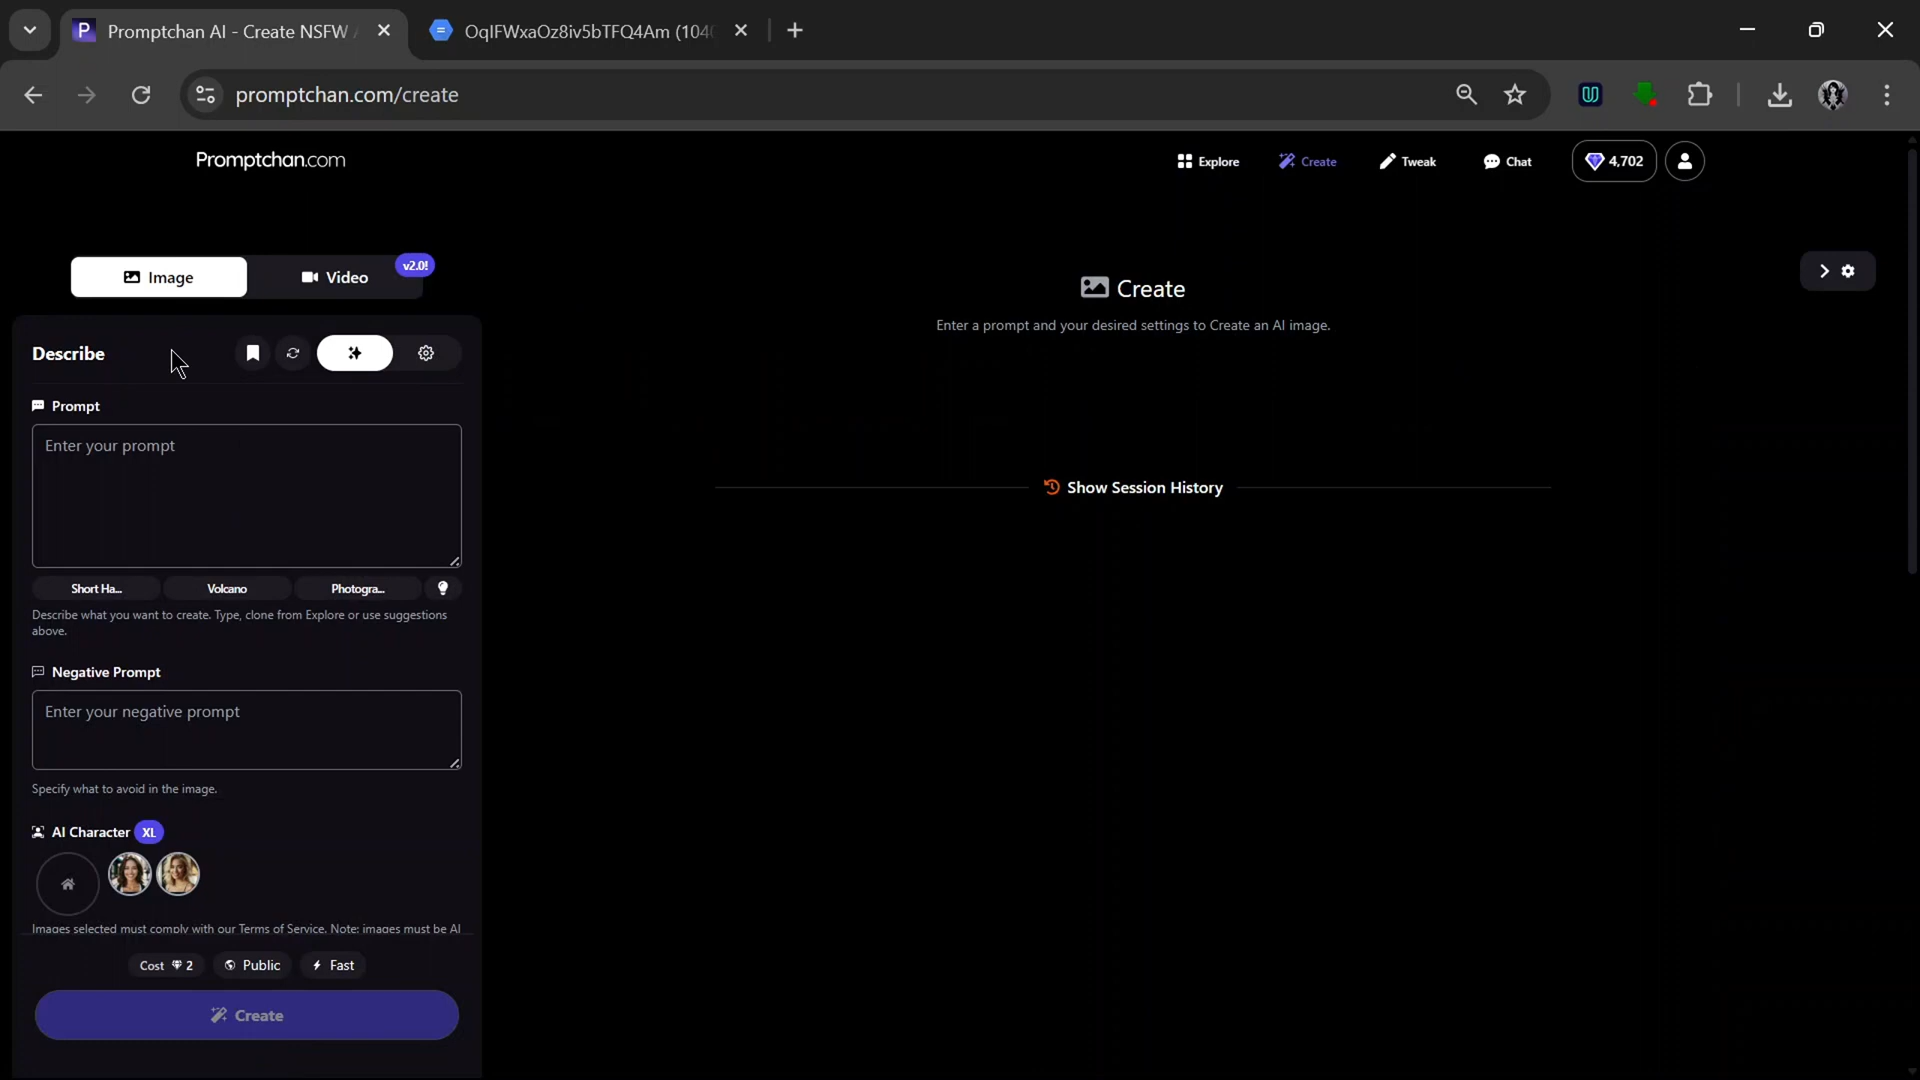 Promptchan AI - Create NSFW
OqIFWxaOz8iv5bTFQ4Am (104
promptchan.com/create
Promptchan.com
Explore
Create
Tweak
Chat
4,702
Image
Video
v2.0!
Create
Enter a prompt and your desired settings to Create an AI image.
Describe
Prompt
Enter your prompt
Show Session History
Short Ha...
Volcano
Photogra...
Describe what you want to create. Type, clone from Explore or use suggestions
above.
Negative Prompt
Enter your negative prompt
Specify what to avoid in the image.
AI Character XL
Images selected must comply with our Terms of Service. Note: images must be AI
Cost 2
Public
Fast
Create